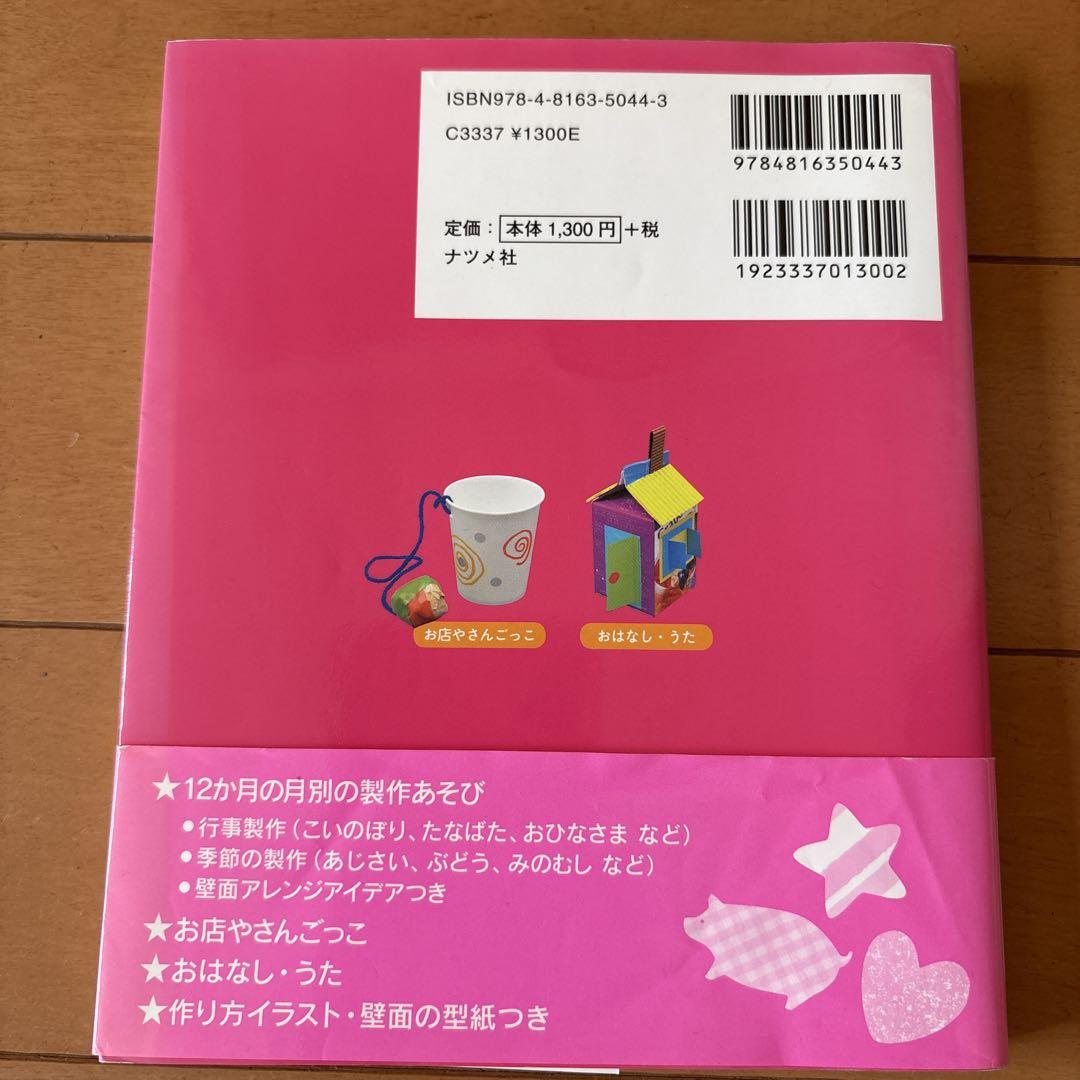 ISBN978-4-8163-5044-3
C3337 ¥1300E
9784816350443
定価：本体 1,300 円+税
ナツメ社
1923337013002
お店やさんごっこ
おはなし・うた
★12か月の月別の製作あそび
●行事製作（こいのぼり、たなばた、おひなさま など）
●季節の製作（あじさい、ぶどう、みのむし など）
●壁面アレンジアイデアつき
★お店やさんごっこ
★おはなし・うた
★作り方イラスト・壁面の型紙つき